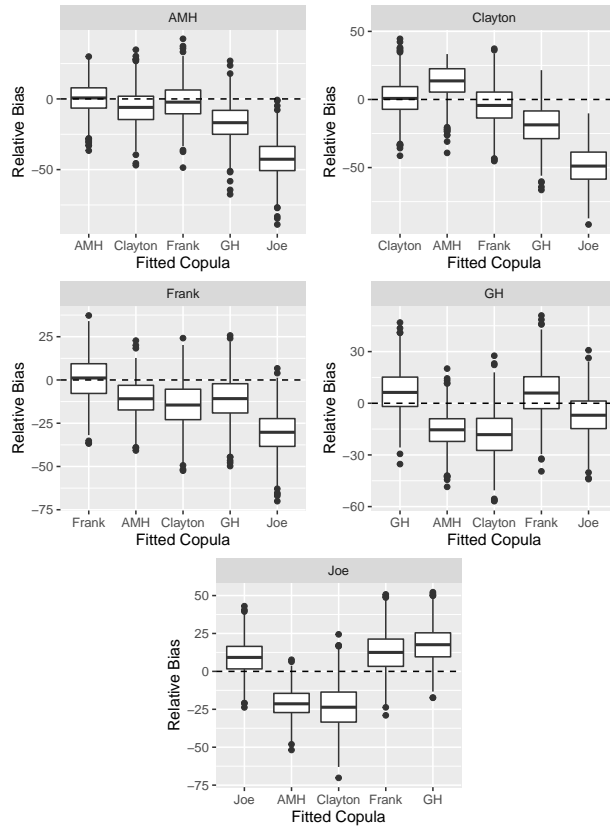 AMH
Relative Bias
0
−50
AMH Clayton Frank GH Joe
Fitted Copula
Clayton
Relative Bias
50
0
−50
Clayton AMH Frank GH Joe
Fitted Copula
Frank
Relative Bias
25
0
−25
−50
−75
Frank AMH Clayton GH Joe
Fitted Copula
GH
Relative Bias
30
0
−30
−60
GH AMH Clayton Frank Joe
Fitted Copula
Joe
Relative Bias
50
25
0
−25
−50
−75
Joe AMH Clayton Frank GH
Fitted Copula